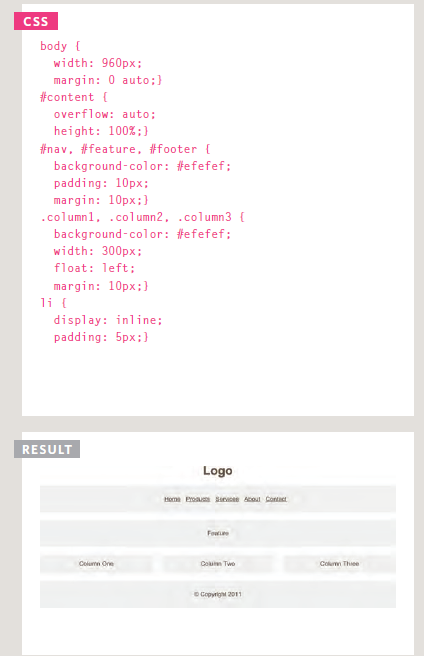 CSS
body {
width: 960px;
margin: 0 auto;}
#content {
overflow: auto;
height: 100%;}
#nav, #feature, #footer {
background-color: #efefef;
padding: 10px;
margin: 10px;}
.column1, .column2, .column3 {
background-color: #efefef;
width: 300px;
float: left;
margin: 10px;}
li {
display: inline;
padding: 5px;}
RESULT
Logo
Home Products Services About Contact
Feature
Column One Column Two Column Three
© Copyright 2011